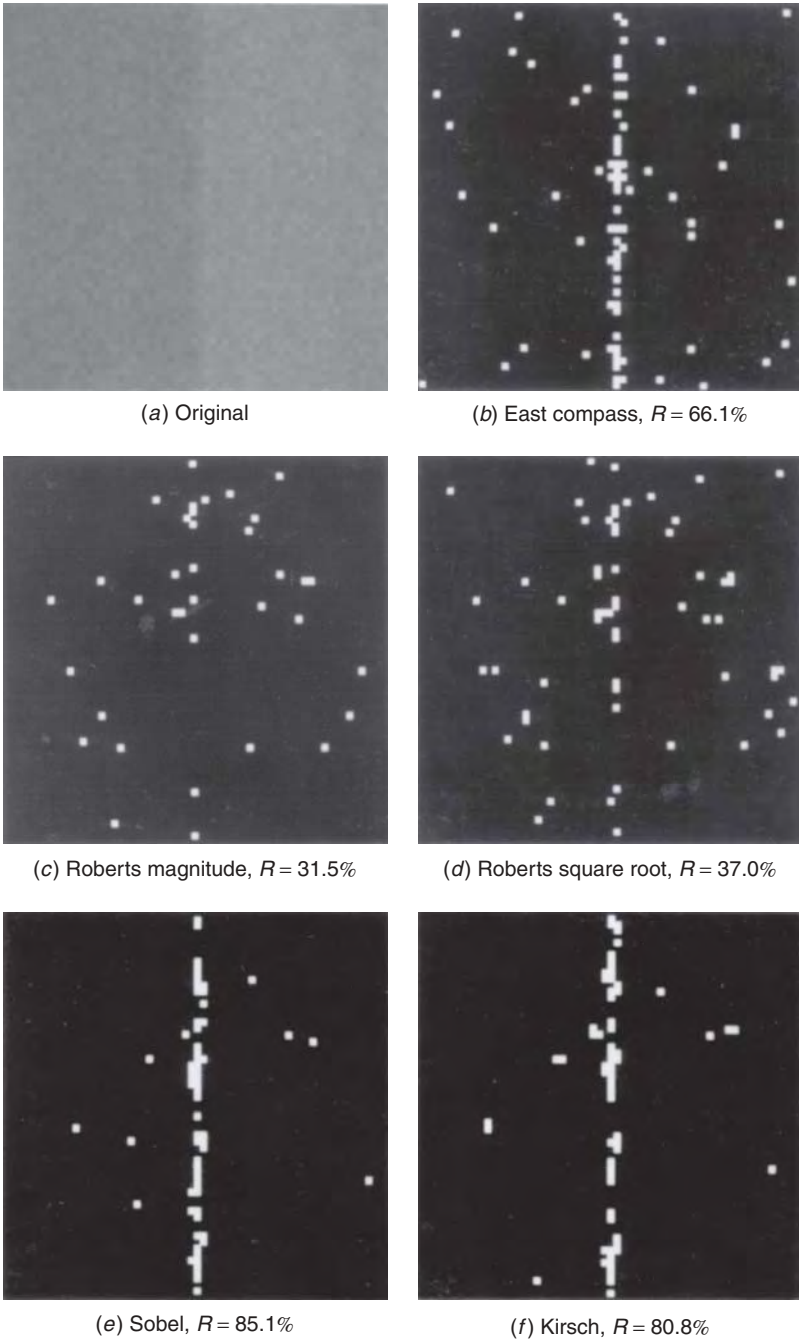 (a) Original
(b) East compass, R = 66.1%
(c) Roberts magnitude, R = 31.5%
(d) Roberts square root, R = 37.0%
(e) Sobel, R = 85.1%
(f) Kirsch, R = 80.8%